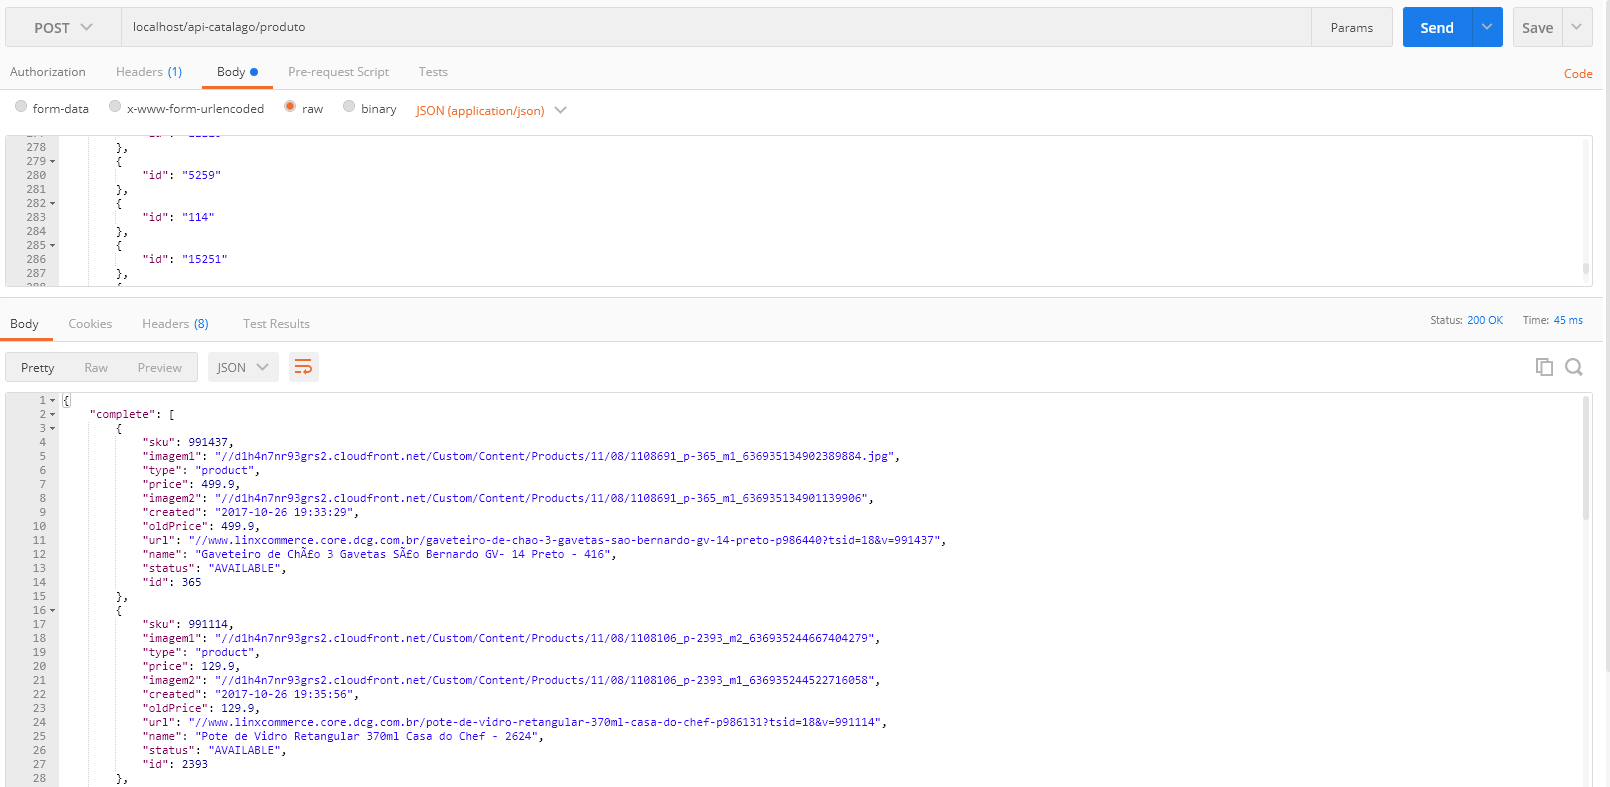 POST
localhost/api-catalago/produto
Params
Send
Save
Authorization
Headers (1)
Body
Pre-request Script
Tests
Code
form-data
x-www-form-urlencoded
raw
binary
JSON (application/json)
278 },
279 {
280 "id": "5259"
281 },
282 {
283 "id": "114"
284 },
285 {
286 "id": "15251"
287 },
Body
Cookies
Headers (8)
Test Results
Status: 200 OK
Time: 45 ms
Pretty
Raw
Preview
JSON
1 {
2 "complete": [
3 {
4 "sku": 991437,
5 "imagem1": "//d1h4n7nr93grs2.cloudfront.net/Custom/Content/Products/11/08/1108691_p-365_m1_636935134902389884.jpg",
6 "type": "product",
7 "price": 499.9,
8 "imagem2": "//d1h4n7nr93grs2.cloudfront.net/Custom/Content/Products/11/08/1108691_p-365_m1_636935134901139906",
9 "created": "2017-10-26 19:33:29",
10 "oldPrice": 499.9,
11 "url": "//www.linxcommerce.core.dcg.com.br/gaveteiro-de-chao-3-gavetas-sao-bernardo-gv-14-preto-p986440?tsid=18&v=991437",
12 "name": "Gaveteiro de ChÃ£o 3 Gavetas SÃ£o Bernardo GV- 14 Preto - 416",
13 "status": "AVAILABLE",
14 "id": 365
15 },
16 {
17 "sku": 991114,
18 "imagem1": "//d1h4n7nr93grs2.cloudfront.net/Custom/Content/Products/11/08/1108106_p-2393_m2_636935244667404279",
19 "type": "product",
20 "price": 129.9,
21 "imagem2": "//d1h4n7nr93grs2.cloudfront.net/Custom/Content/Products/11/08/1108106_p-2393_m1_636935244522716058",
22 "created": "2017-10-26 19:35:56",
23 "oldPrice": 129.9,
24 "url": "//www.linxcommerce.core.dcg.com.br/pote-de-vidro-retangular-370ml-casa-do-chef-p986131?tsid=18&v=991114",
25 "name": "Pote de Vidro Retangular 370ml Casa do Chef - 2624",
26 "status": "AVAILABLE",
27 "id": 2393
28 },